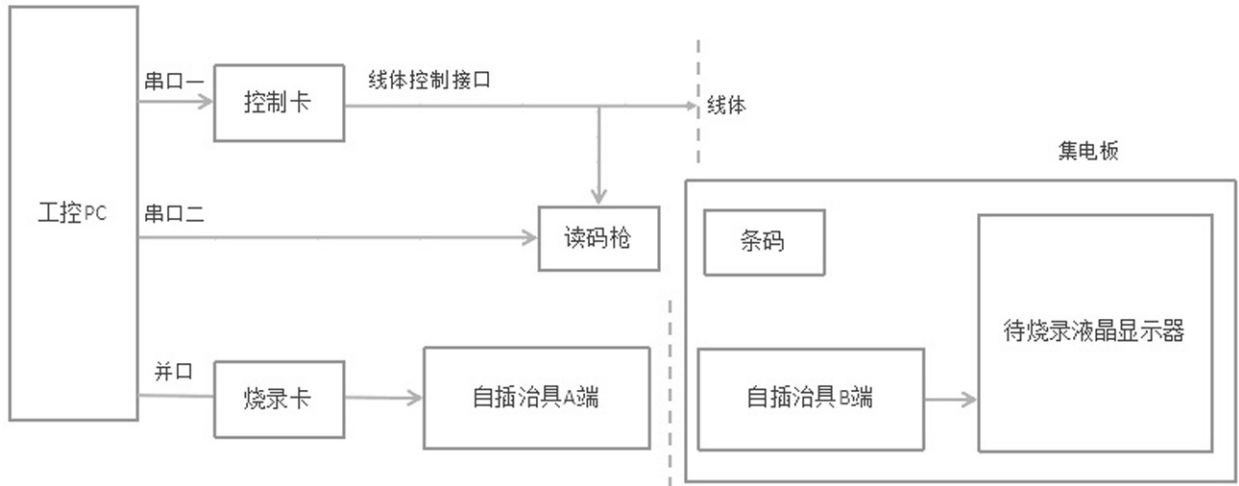 串口一
控制卡
线体控制接口
线体
集电板
工控PC
串口二
读码枪
条码
待烧录液晶显示器
并口
烧录卡
自插治具A端
自插治具B端